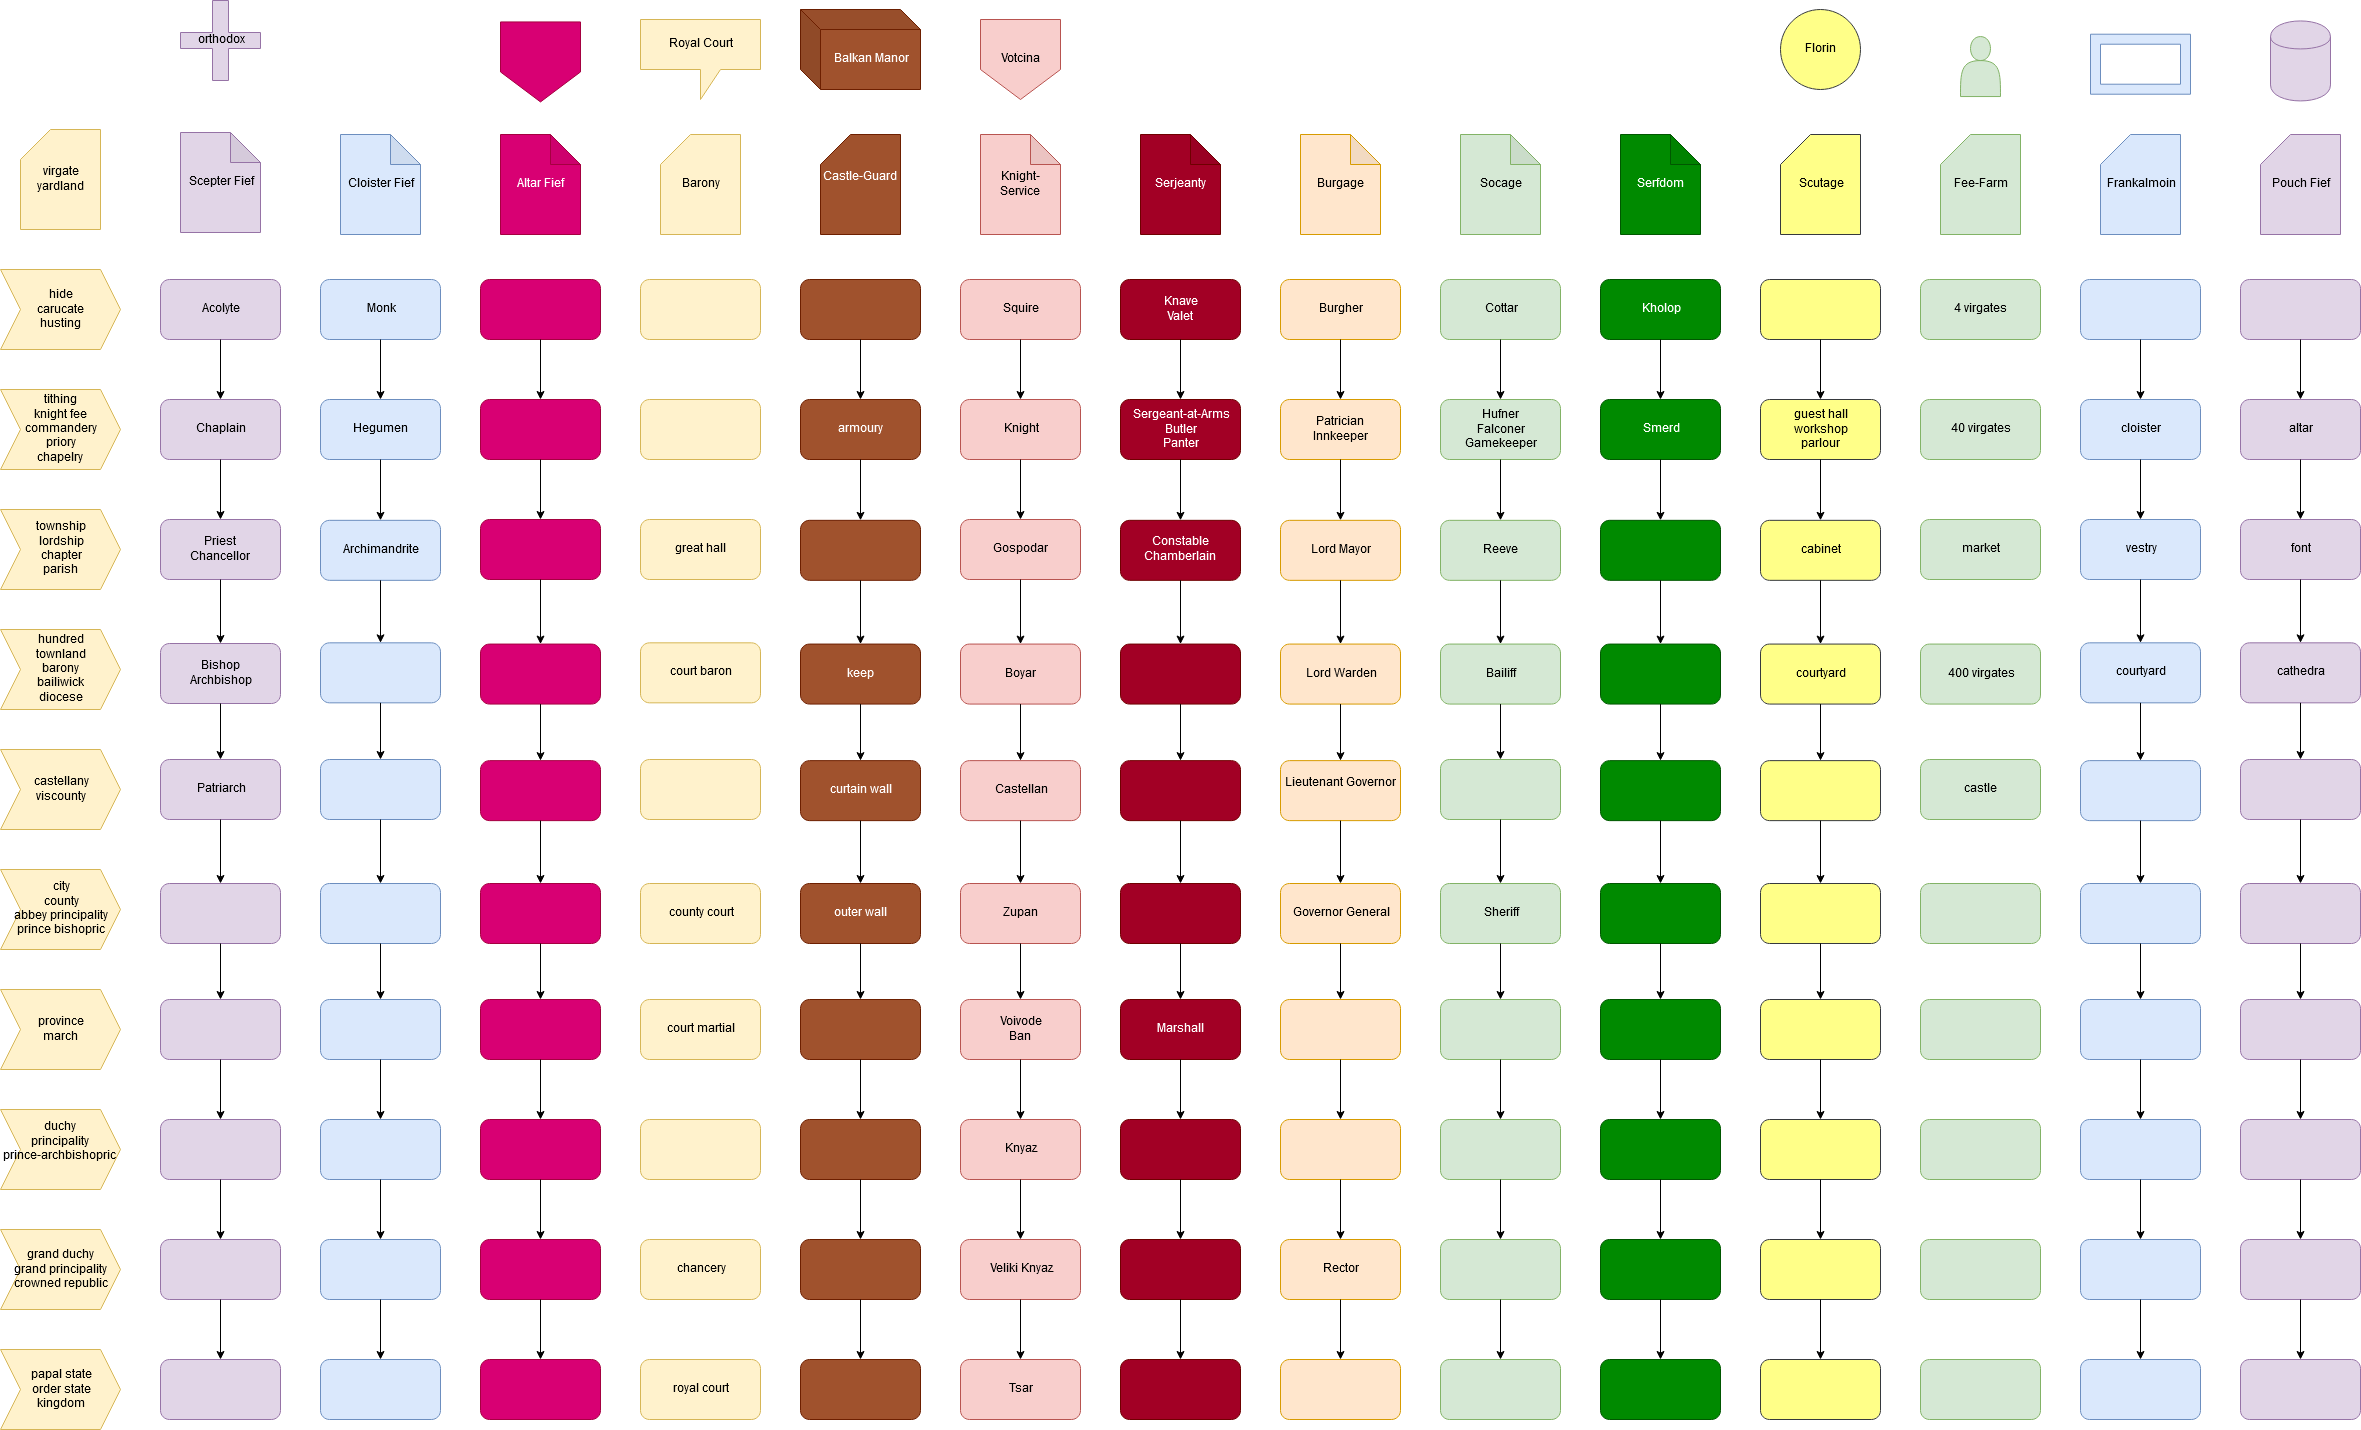 orthodox
Royal Court
Balkan Manor
Votcina
Florin
virgate
yardland
Scepter Fief
Cloister Fief
Altar Fief
Barony
Castle-Guard
Knight-
Service
Serjeanty
Burgage
Socage
Serfdom
Scutage
Fee-Farm
Frankalmoin
Pouch Fief
hide
carucate
husting
Acolyte
Monk
Squire
Knave
Valet
Burgher
Cottar
Kholop
4 virgates
tithing
knight fee
commandery
priory
chapelry
Chaplain
Hegumen
armoury
Knight
Sergeant-at-Arms
Butler
Panter
Patrician
Innkeeper
Hufner
Falconer
Gamekeeper
Smerd
guest hall
workshop
parlour
40 virgates
cloister
altar
township
lordship
chapter
parish
Priest
Chancellor
Archimandrite
great hall
Gospodar
Constable
Chamberlain
Lord Mayor
Reeve
cabinet
market
vestry
font
hundred
townland
barony
bailiwick
diocese
Bishop
Archbishop
court baron
keep
Boyar
Lord Warden
Bailiff
courtyard
400 virgates
courtyard
cathedra
castellany
viscounty
Patriarch
curtain wall
Castellan
Lieutenant Governor
castle
city
county
abbey principality
prince bishopric
county court
outer wall
Zupan
Governor General
Sheriff
province
march
court martial
Voivode
Ban
Marshall
duchy
principality
prince-archbishopric
Knyaz
grand duchy
grand principality
crowned republic
chancery
Veliki Knyaz
Rector
papal state
order state
kingdom
royal court
Tsar